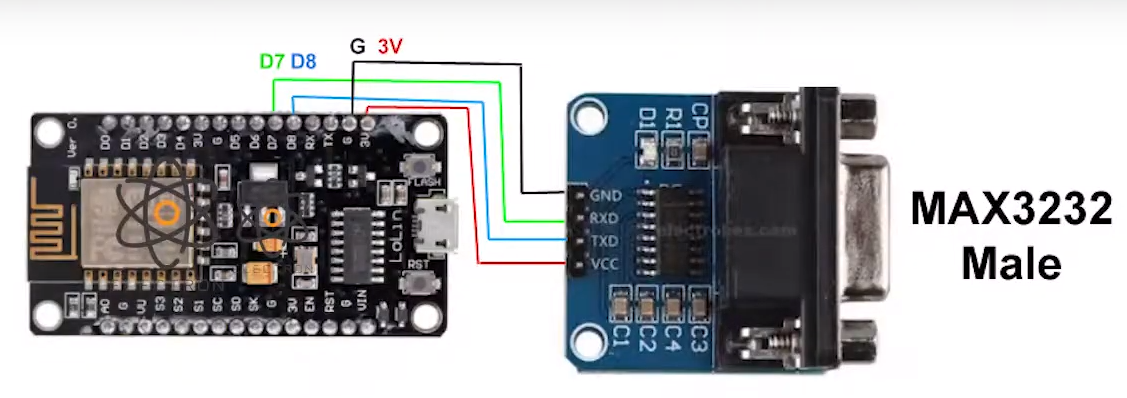 G 3V
D7 D8
Ver 0.
D0 D1 D2 D3 D4 3V G D5 D6 D7 D8 RX TX G 3V
FLASH
LoLin
RST
A0 G VU S3 S2 S1 SC SO SK G 3V EN RST G VIN
D1 R1 CP
GND
RXD
TXD
VCC
C1 C2 C4 C3
MAX3232
Male